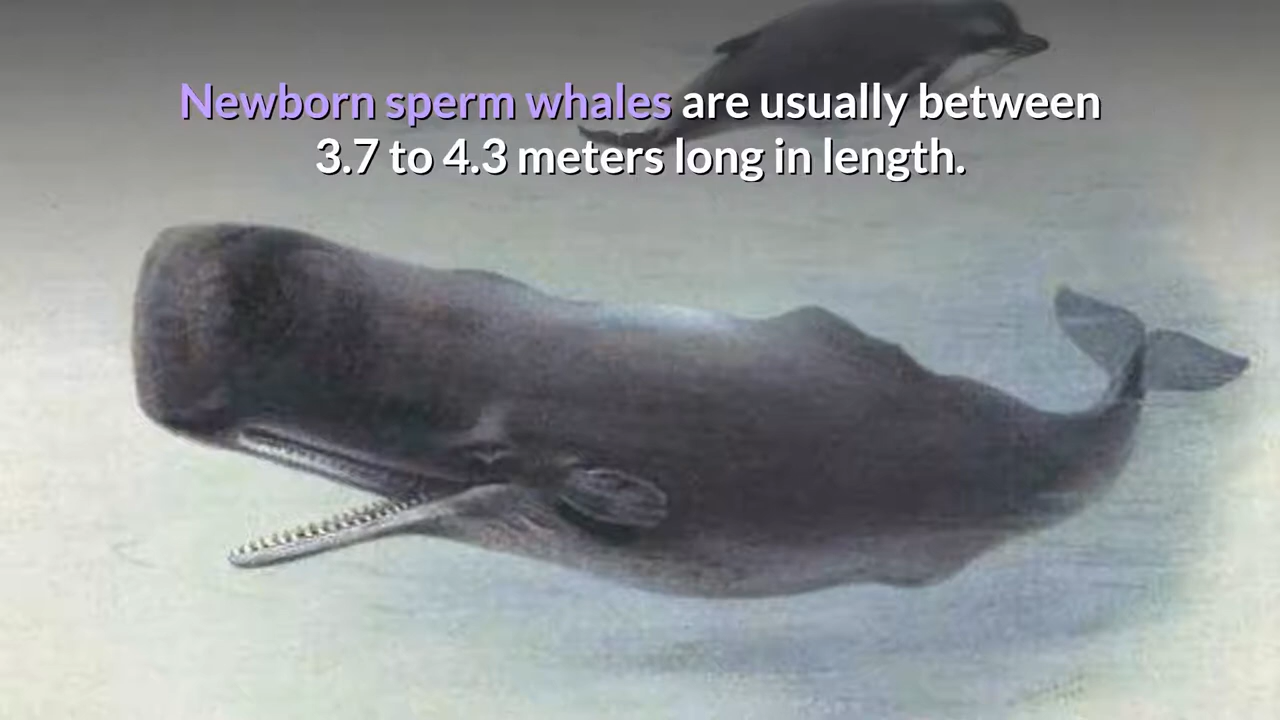 Newborn sperm whales are usually between
3.7 to 4.3 meters long in length.